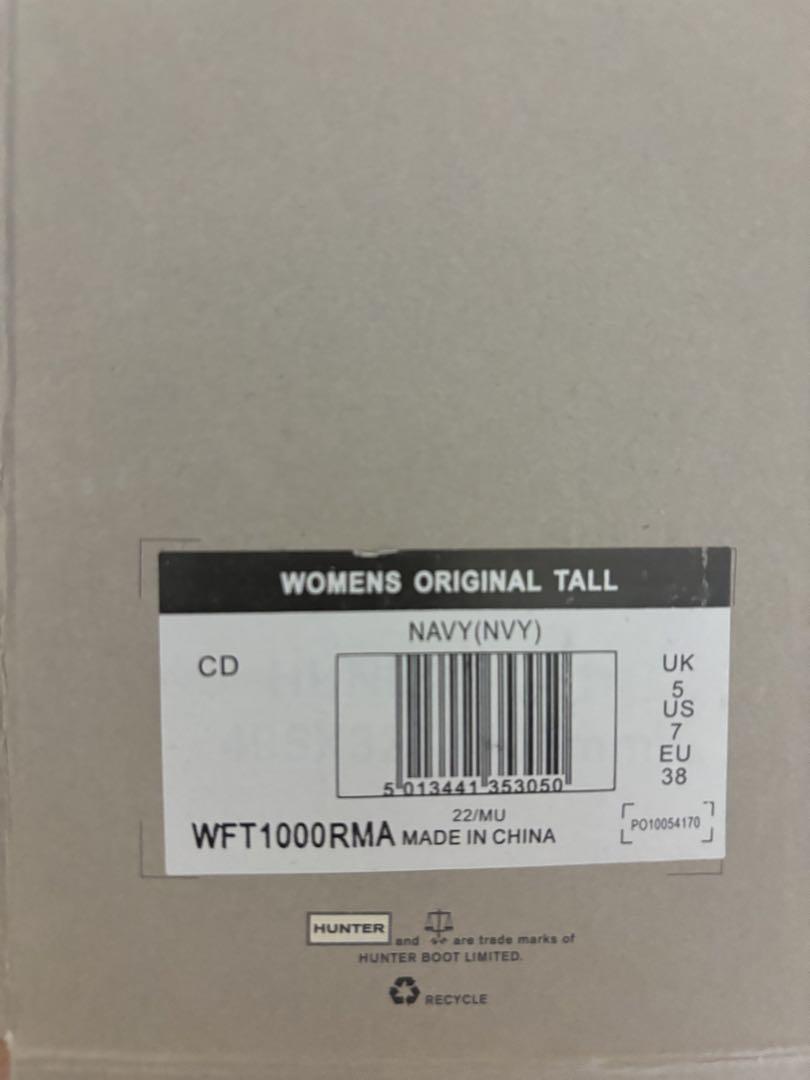 WOMENS ORIGINAL TALL
NAVY(NVY)
CD
UK
5
US
7
EU
38
5 013441 353050
22/MU
WFT1000RMA MADE IN CHINA
PO10054170
HUNTER and are trade marks of
HUNTER BOOT LIMITED.
RECYCLE